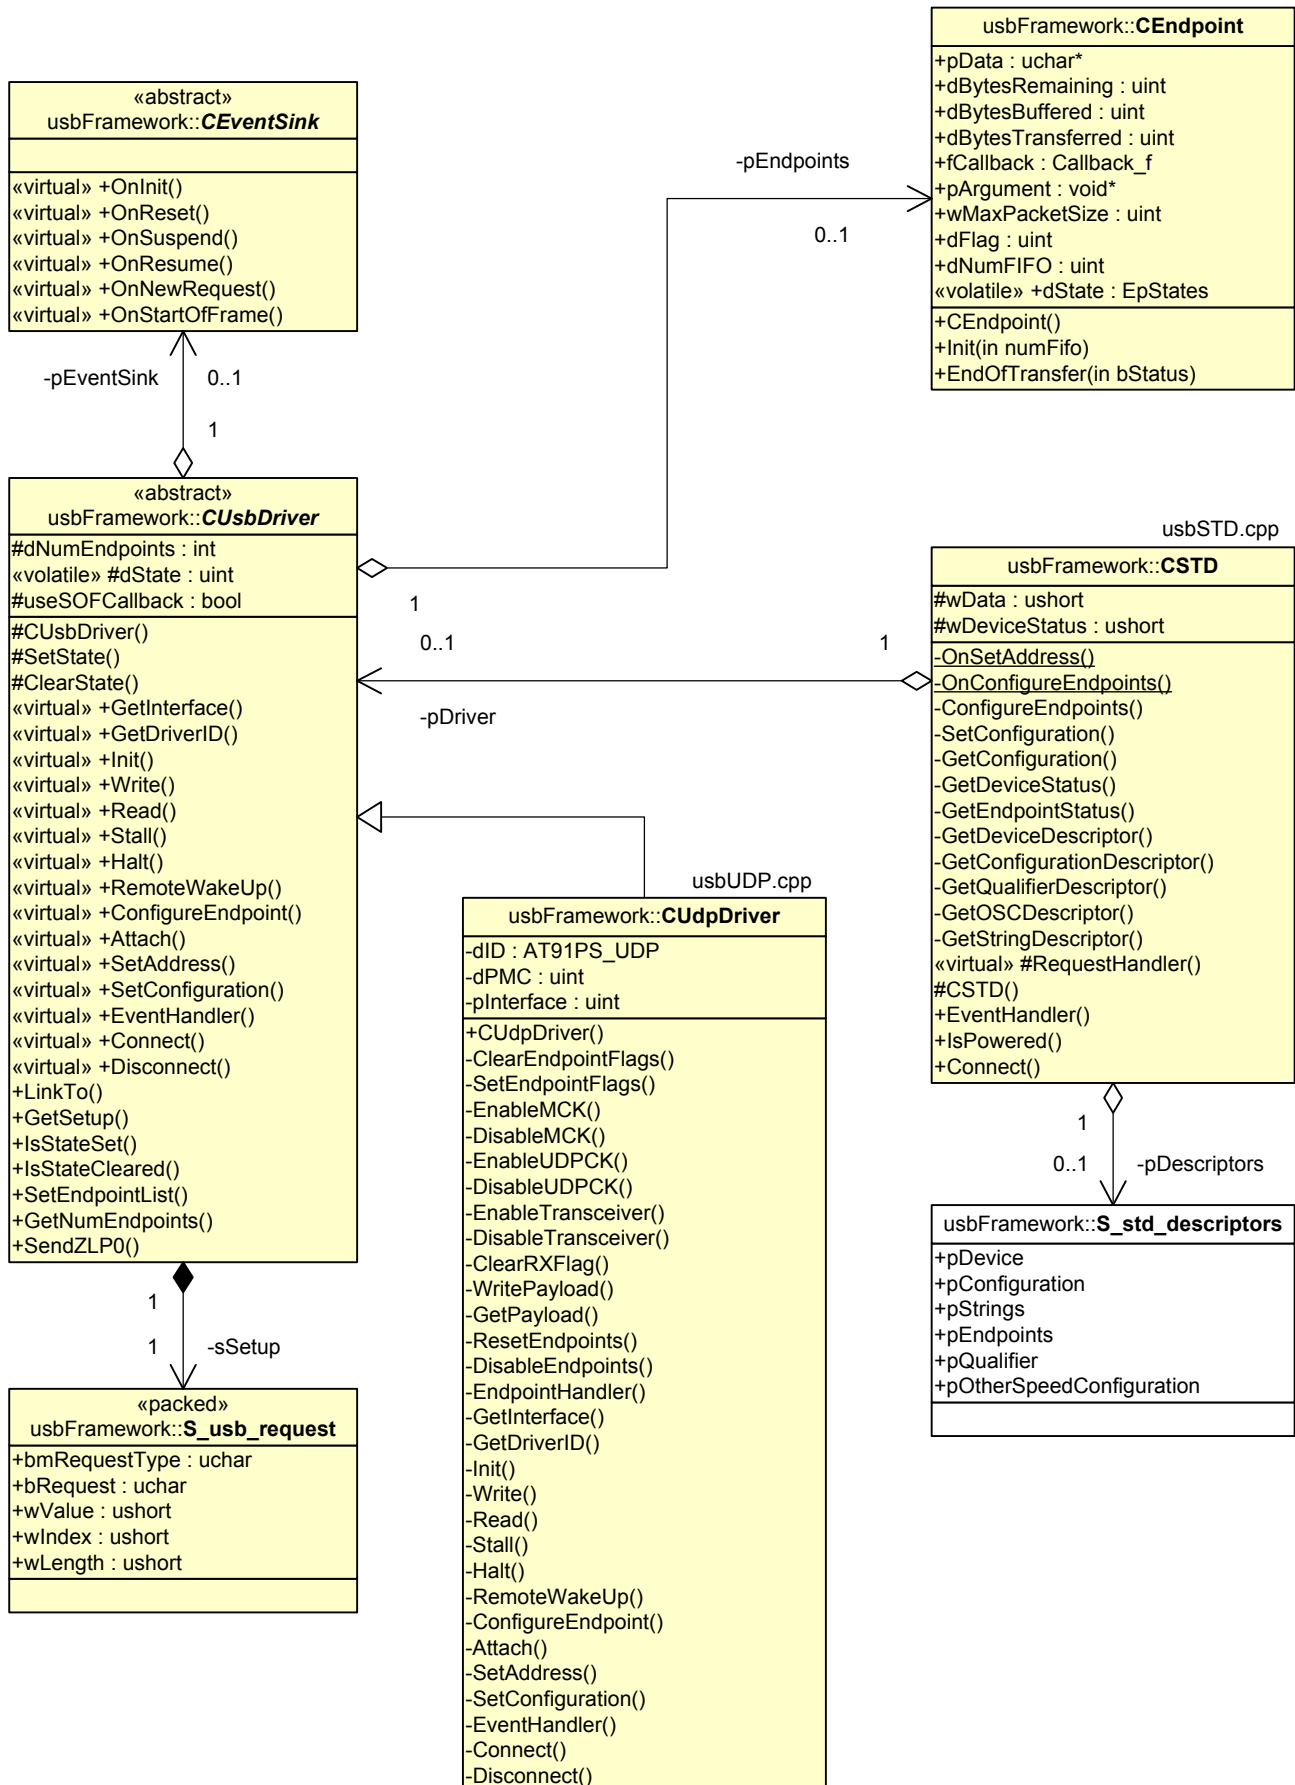 «abstract»
usbFramework::CEventSink
«virtual» +OnInit()
«virtual» +OnReset()
«virtual» +OnSuspend()
«virtual» +OnResume()
«virtual» +OnNewRequest()
«virtual» +OnStartOfFrame()
-pEventSink
0..1
1
usbFramework::CEndpoint
+pData : uchar*
+dBytesRemaining : uint
+dBytesBuffered : uint
+dBytesTransferred : uint
+fCallback : Callback_f
+pArgument : void*
+wMaxPacketSize : uint
+dFlag : uint
+dNumFIFO : uint
«volatile» +dState : EpStates
+CEndpoint()
+Init(in numFifo)
+EndOfTransfer(in bStatus)
-pEndpoints
0..1
1
«abstract»
usbFramework::CUsbDriver
#dNumEndpoints : int
«volatile» #dState : uint
#useSOFCallback : bool
#CUsbDriver()
#SetState()
#ClearState()
«virtual» +GetInterface()
«virtual» +GetDriverID()
«virtual» +Init()
«virtual» +Write()
«virtual» +Read()
«virtual» +Stall()
«virtual» +Halt()
«virtual» +RemoteWakeUp()
«virtual» +ConfigureEndpoint()
«virtual» +Attach()
«virtual» +SetAddress()
«virtual» +SetConfiguration()
«virtual» +EventHandler()
«virtual» +Connect()
«virtual» +Disconnect()
+LinkTo()
+GetSetup()
+IsStateSet()
+IsStateCleared()
+SetEndpointList()
+GetNumEndpoints()
+SendZLP0()
0..1
1
-pDriver
usbSTD.cpp
usbFramework::CSTD
#wData : ushort
#wDeviceStatus : ushort
-OnSetAddress()
-OnConfigureEndpoints()
-ConfigureEndpoints()
-SetConfiguration()
-GetConfiguration()
-GetDeviceStatus()
-GetEndpointStatus()
-GetDeviceDescriptor()
-GetConfigurationDescriptor()
-GetQualifierDescriptor()
-GetOSCDescriptor()
-GetStringDescriptor()
«virtual» #RequestHandler()
#CSTD()
+EventHandler()
+IsPowered()
+Connect()
1
0..1
-pDescriptors
usbFramework::S_std_descriptors
+pDevice
+pConfiguration
+pStrings
+pEndpoints
+pQualifier
+pOtherSpeedConfiguration
usbUDP.cpp
usbFramework::CUdpDriver
-dID : AT91PS_UDP
-dPMC : uint
-pInterface : uint
+CUdpDriver()
-ClearEndpointFlags()
-SetEndpointFlags()
-EnableMCK()
-DisableMCK()
-EnableUDPCK()
-DisableUDPCK()
-EnableTransceiver()
-DisableTransceiver()
-ClearRXFlag()
-WritePayload()
-GetPayload()
-ResetEndpoints()
-DisableEndpoints()
-EndpointHandler()
-GetInterface()
-GetDriverID()
-Init()
-Write()
-Read()
-Stall()
-Halt()
-RemoteWakeUp()
-ConfigureEndpoint()
-Attach()
-SetAddress()
-SetConfiguration()
-EventHandler()
-Connect()
-Disconnect()
1
1
-sSetup
«packed»
usbFramework::S_usb_request
+bmRequestType : uchar
+bRequest : uchar
+wValue : ushort
+wIndex : ushort
+wLength : ushort